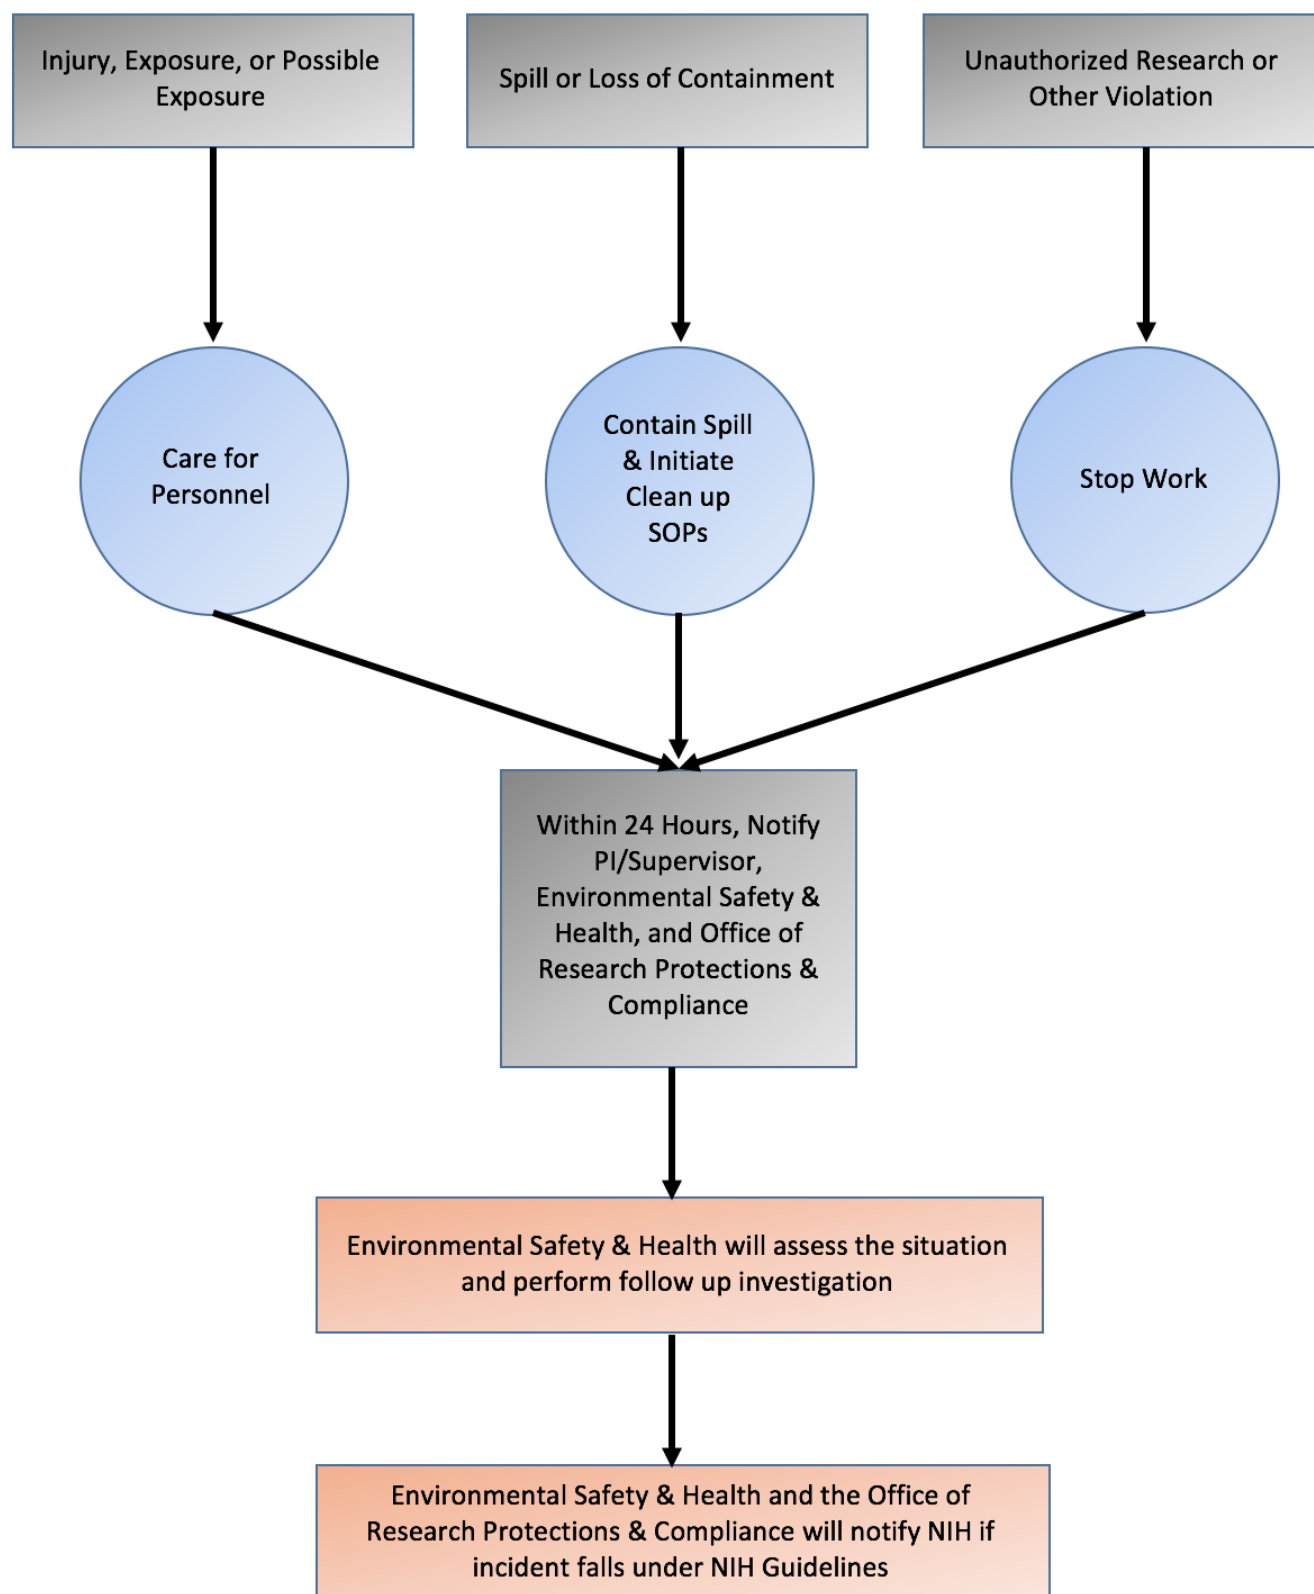 Injury, Exposure, or Possible
Exposure
Spill or Loss of Containment
Unauthorized Research or
Other Violation
Care for
Personnel
Contain Spill
& Initiate
Clean up
SOPs
Stop Work
Within 24 Hours, Notify
PI/Supervisor,
Environmental Safety &
Health, and Office of
Research Protections &
Compliance
Environmental Safety & Health will assess the situation
and perform follow up investigation
Environmental Safety & Health and the Office of
Research Protections & Compliance will notify NIH if
incident falls under NIH Guidelines